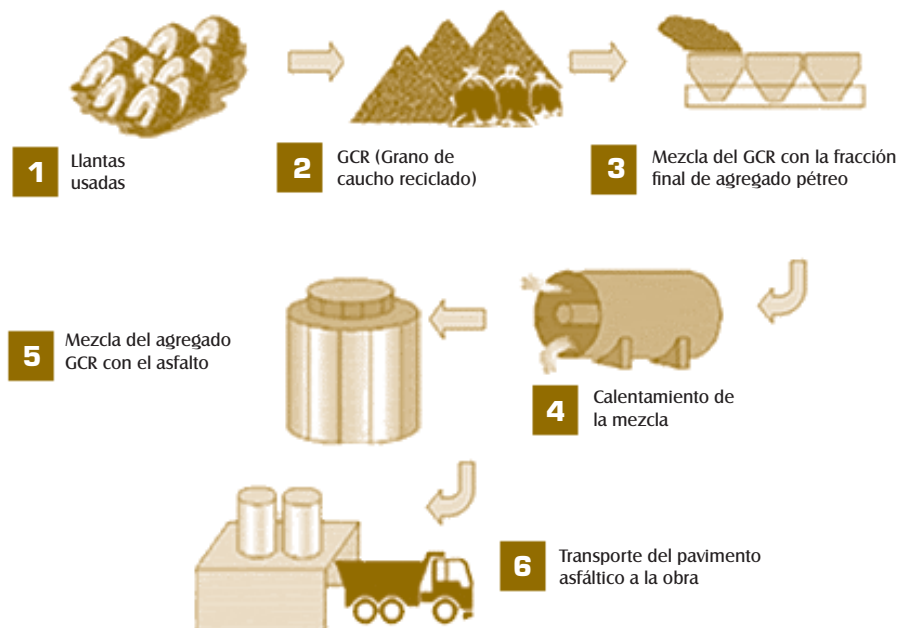 1
Llantas
usadas
2
GCR (Grano de
caucho reciclado)
3
Mezcla del GCR con la fracción
final de agregado pétreo
4
Calentamiento de
la mezcla
5
Mezcla del agregado
GCR con el asfalto
6
Transporte del pavimento
asfáltico a la obra